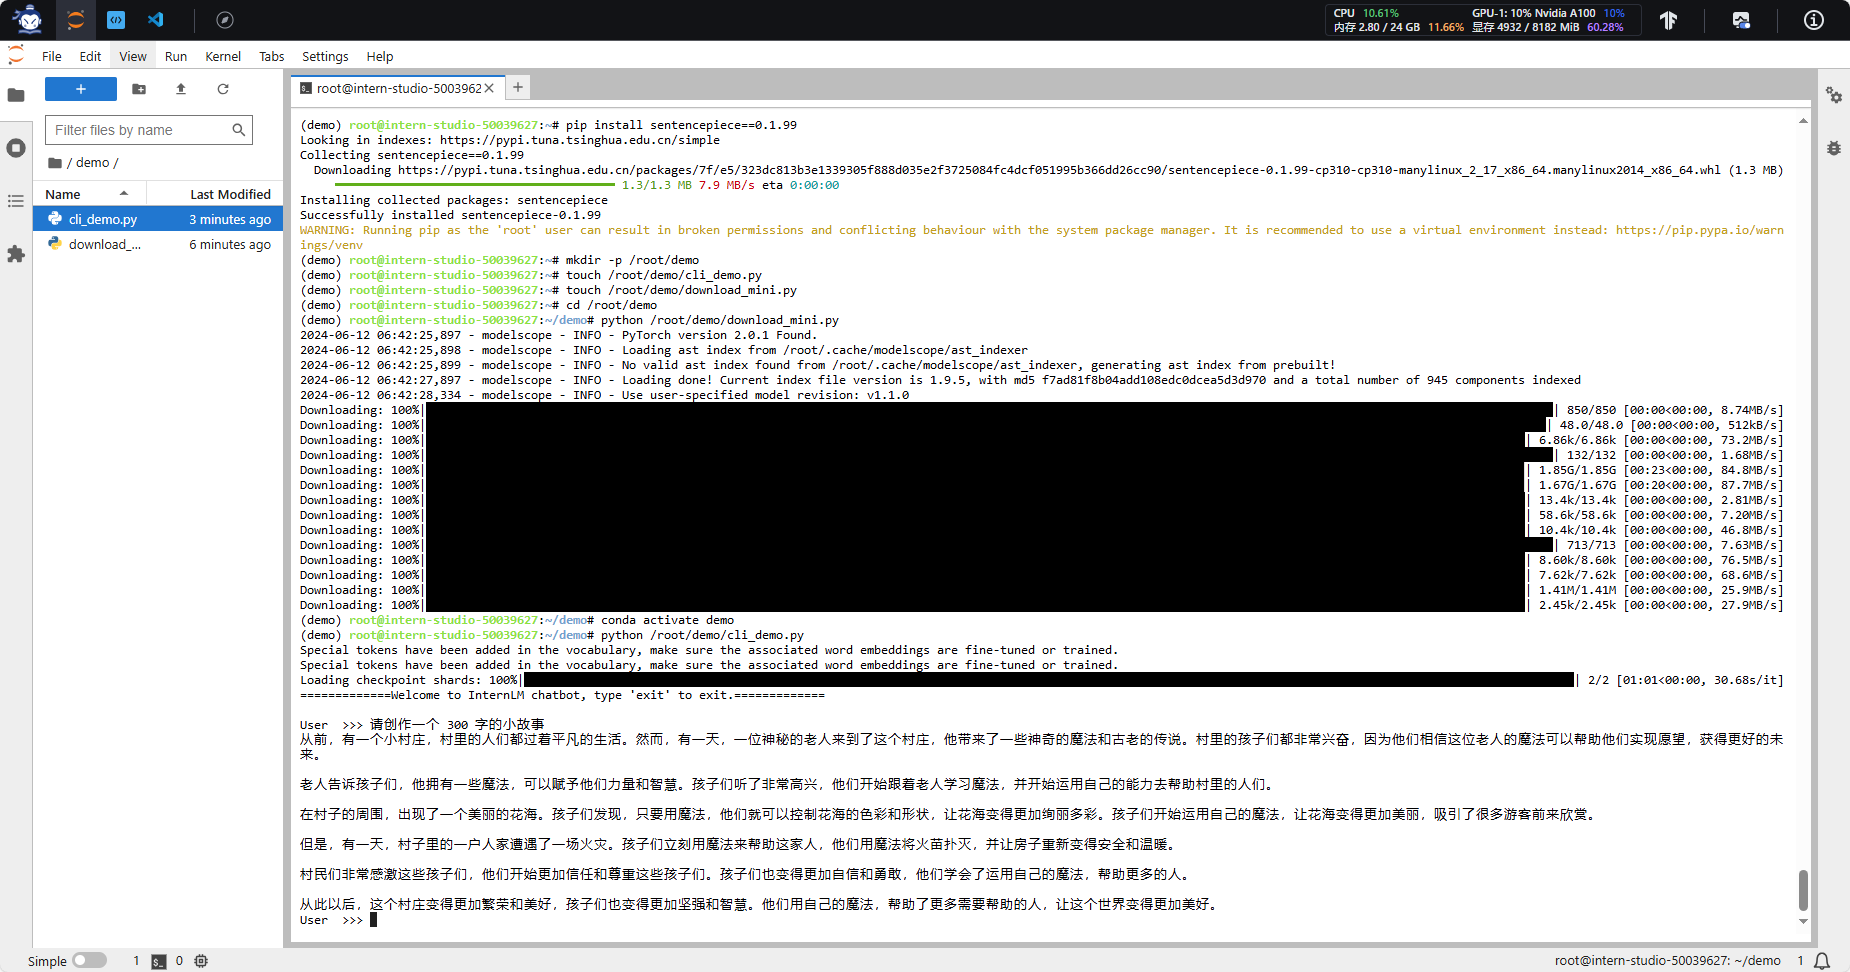 CPU 10.61% GPU-1: 10% Nvidia A100 10%
内存 2.80 / 24 GB 11.66% 显存 4932 / 8182 MiB 60.28%
File Edit View Run Kernel Tabs Settings Help
root@intern-studio-5003962
Filter files by name
/ demo /
Name Last Modified
cli_demo.py 3 minutes ago
download_... 6 minutes ago
(demo) root@intern-studio-50039627:~# pip install sentencepiece==0.1.99
Looking in indexes: https://pypi.tuna.tsinghua.edu.cn/simple
Collecting sentencepiece==0.1.99
Downloading https://pypi.tuna.tsinghua.edu.cn/packages/7f/e5/323dc813b3e1339305f888d035e2f3725084fc4dcf051995b366dd26cc90/sentencepiece-0.1.99-cp310-cp310-manylinux_2_17_x86_64.manylinux2014_x86_64.whl (1.3 MB)
1.3/1.3 MB 7.9 MB/s eta 0:00:00
Installing collected packages: sentencepiece
Successfully installed sentencepiece-0.1.99
WARNING: Running pip as the 'root' user can result in broken permissions and conflicting behaviour with the system package manager. It is recommended to use a virtual environment instead: https://pip.pypa.io/warn
ings/venv
(demo) root@intern-studio-50039627:~# mkdir -p /root/demo
(demo) root@intern-studio-50039627:~# touch /root/demo/cli_demo.py
(demo) root@intern-studio-50039627:~# touch /root/demo/download_mini.py
(demo) root@intern-studio-50039627:~# cd /root/demo
(demo) root@intern-studio-50039627:~/demo# python /root/demo/download_mini.py
2024-06-12 06:42:25,897 - modelscope - INFO - PyTorch version 2.0.1 Found.
2024-06-12 06:42:25,898 - modelscope - INFO - Loading ast index from /root/.cache/modelscope/ast_indexer
2024-06-12 06:42:25,899 - modelscope - INFO - No valid ast index found from /root/.cache/modelscope/ast_indexer, generating ast index from prebuilt!
2024-06-12 06:42:27,897 - modelscope - INFO - Loading done! Current index file version is 1.9.5, with md5 f7ad81f8b04add108edc0dcea5d3d970 and a total number of 945 components indexed
2024-06-12 06:42:28,334 - modelscope - INFO - Use user-specified model revision: v1.1.0
Downloading: 100%| | 850/850 [00:00<00:00, 8.74MB/s]
Downloading: 100%| | 48.0/48.0 [00:00<00:00, 512kB/s]
Downloading: 100%| | 6.86k/6.86k [00:00<00:00, 73.2MB/s]
Downloading: 100%| | 132/132 [00:00<00:00, 1.68MB/s]
Downloading: 100%| | 1.85G/1.85G [00:23<00:00, 84.8MB/s]
Downloading: 100%| | 1.67G/1.67G [00:20<00:00, 87.7MB/s]
Downloading: 100%| | 13.4k/13.4k [00:00<00:00, 2.81MB/s]
Downloading: 100%| | 58.6k/58.6k [00:00<00:00, 7.20MB/s]
Downloading: 100%| | 10.4k/10.4k [00:00<00:00, 46.8MB/s]
Downloading: 100%| | 713/713 [00:00<00:00, 7.63MB/s]
Downloading: 100%| | 8.60k/8.60k [00:00<00:00, 76.5MB/s]
Downloading: 100%| | 7.62k/7.62k [00:00<00:00, 68.6MB/s]
Downloading: 100%| | 1.41M/1.41M [00:00<00:00, 25.9MB/s]
Downloading: 100%| | 2.45k/2.45k [00:00<00:00, 27.9MB/s]
(demo) root@intern-studio-50039627:~/demo# conda activate demo
(demo) root@intern-studio-50039627:~/demo# python /root/demo/cli_demo.py
Special tokens have been added in the vocabulary, make sure the associated word embeddings are fine-tuned or trained.
Special tokens have been added in the vocabulary, make sure the associated word embeddings are fine-tuned or trained.
Loading checkpoint shards: 100%| | 2/2 [01:01<00:00, 30.68s/it]
=============Welcome to InternLM chatbot, type 'exit' to exit.=============
User >>> 请创作一个 300 字的小故事
从前，有一个小村庄，村里的人们都过着平凡的生活。然而，有一天，一位神秘的老人来到了这个村庄，他带来了一些神奇的魔法和古老的传说。村里的孩子们都非常兴奋，因为他们相信这位老人的魔法可以帮助他们实现愿望，获得更好的未
来。
老人告诉孩子们，他拥有一些魔法，可以赋予他们力量和智慧。孩子们听了非常高兴，他们开始跟着老人学习魔法，并开始运用自己的能力去帮助村里的人们。
在村子的周围，出现了一个美丽的花海。孩子们发现，只要用魔法，他们就可以控制花海的色彩和形状，让花海变得更加绚丽多彩。孩子们开始运用自己的魔法，让花海变得更加美丽，吸引了很多游客前来欣赏。
但是，有一天，村子里的一户人家遭遇了一场火灾。孩子们立刻用魔法来帮助这家人，他们用魔法将火苗扑灭，并让房子重新变得安全和温暖。
村民们非常感激这些孩子们，他们开始更加信任和尊重这些孩子们。孩子们也变得更加自信和勇敢，他们学会了运用自己的魔法，帮助更多的人。
从此以后，这个村庄变得更加繁荣和美好，孩子们也变得更加坚强和智慧。他们用自己的魔法，帮助了更多需要帮助的人，让这个世界变得更加美好。
User >>>
Simple 1 0 root@intern-studio-50039627: ~/demo 1